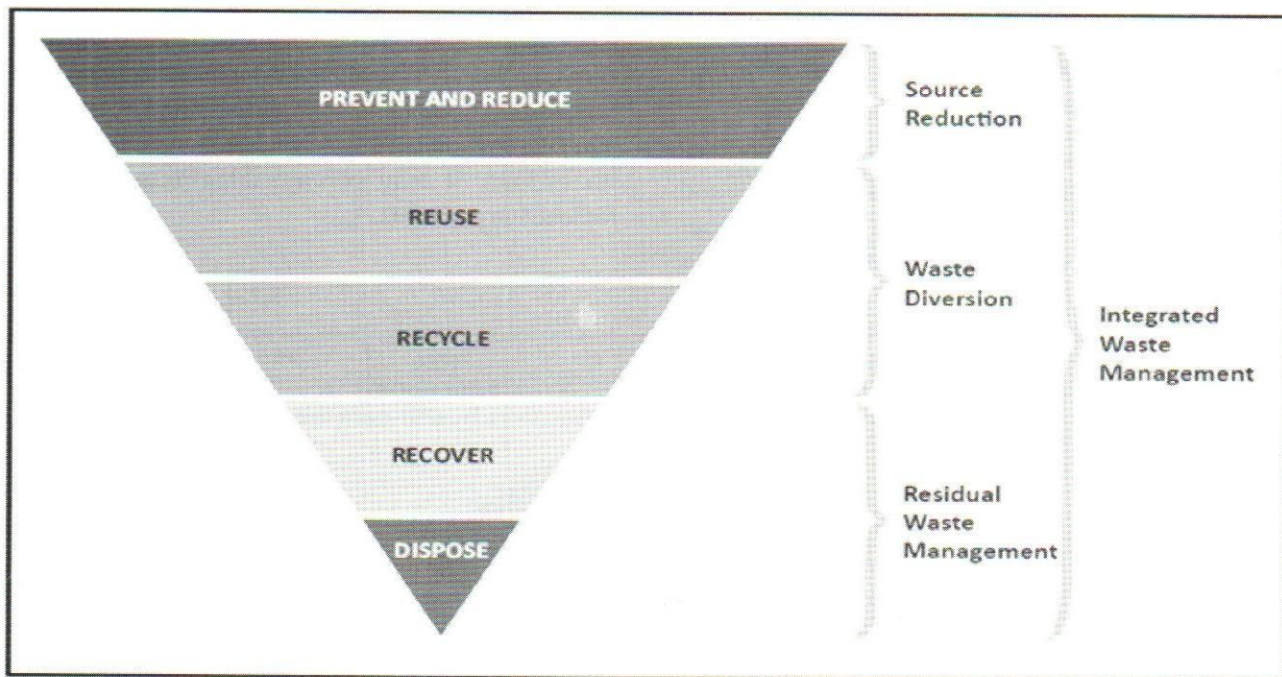 PREVENT AND REDUCE
REUSE
RECYCLE
RECOVER
DISPOSE
Source
Reduction
Waste
Diversion
Residual
Waste
Management
Integrated
Waste
Management